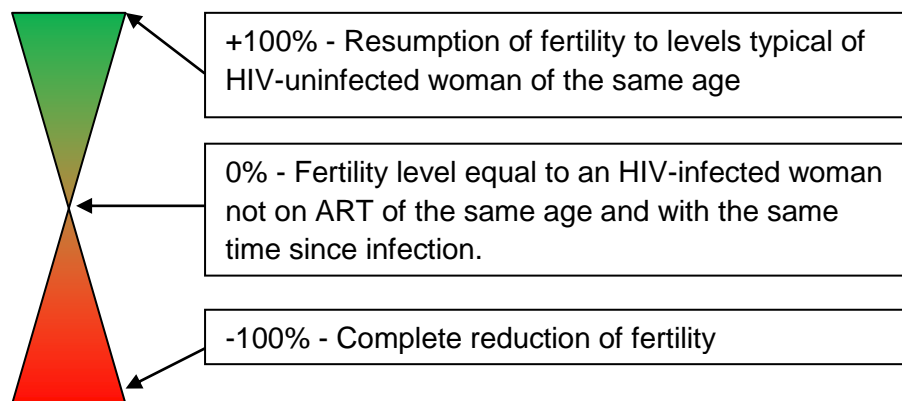 +100% - Resumption of fertility to levels typical of
HIV-uninfected woman of the same age
0% - Fertility level equal to an HIV-infected woman
not on ART of the same age and with the same
time since infection.
-100% - Complete reduction of fertility